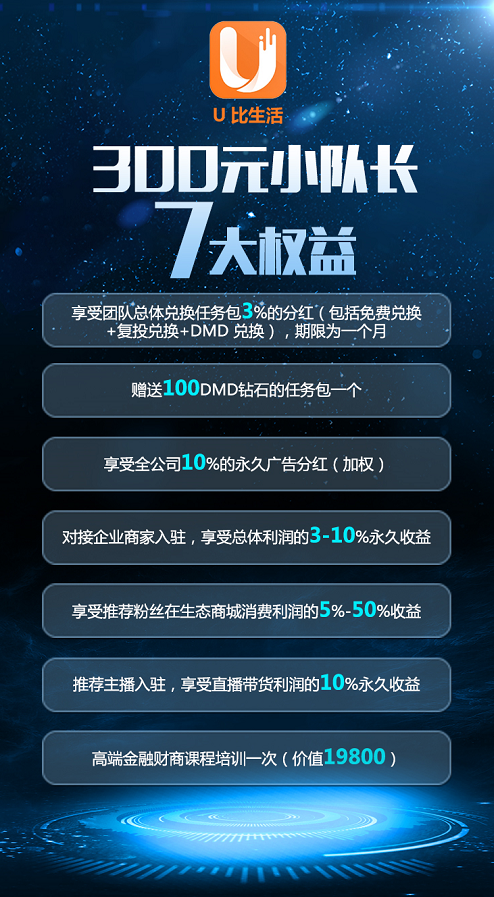 U 比生活
300元小队长
7大权益
享受团队总体兑换任务包3%的分红（包括免费兑换
+复投兑换+DMD 兑换），期限为一个月
赠送100DMD钻石的任务包一个
享受全公司10%的永久广告分红（加权）
对接企业商家入驻，享受总体利润的3-10%永久收益
享受推荐粉丝在生态商城消费利润的5%-50%收益
推荐主播入驻，享受直播带货利润的10%永久收益
高端金融财商课程培训一次（价值19800）